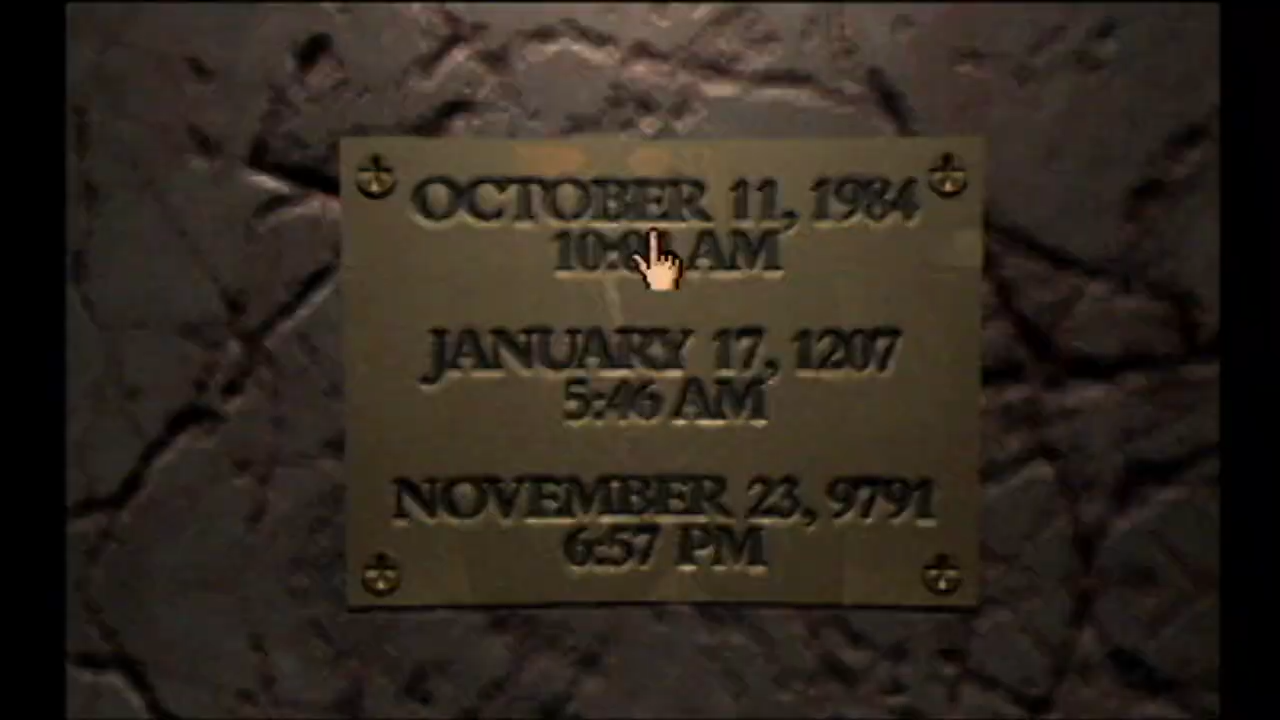 OCTOBER 11, 1984
AM
JANUARY 17, 1207
5:46 AM
NOVEMBER 23, 9791
6:57 PM